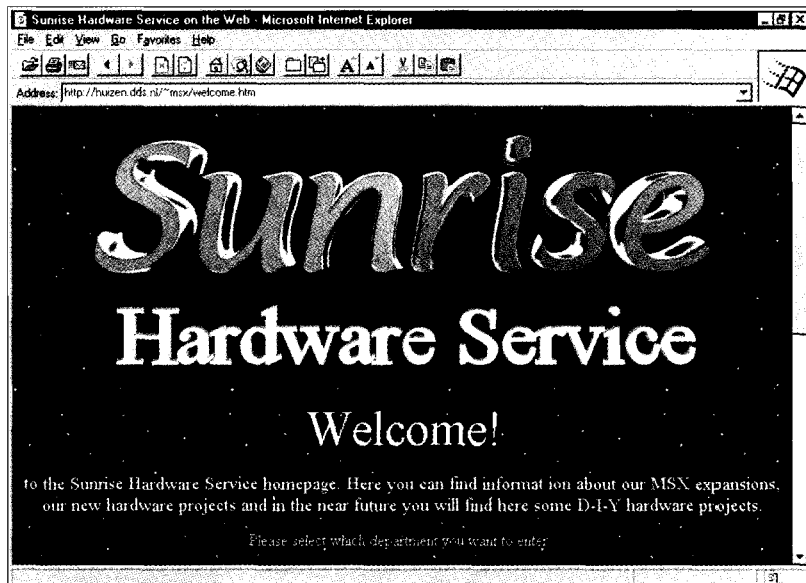 Sunrise Hardware Service on the Web - Microsoft Internet Explorer
File Edit View Go Favorites Help
Address: http://huizen.dds.nl/~msx/welcome.htm
Sunrise
Hardware Service
Welcome!
to the Sunrise Hardware Service homepage. Here you can find informat ion about our MSX expansions,
our new hardware projects and in the near future you will find here some D-I-Y hardware projects.
Please select which department you want to enter